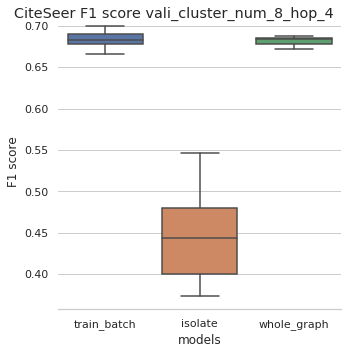 CiteSeer F1 score vali_cluster_num_8_hop_4
0.70
0.65
0.60
0.55
0.50
0.45
0.40
F1 score
train_batch isolate whole_graph
models